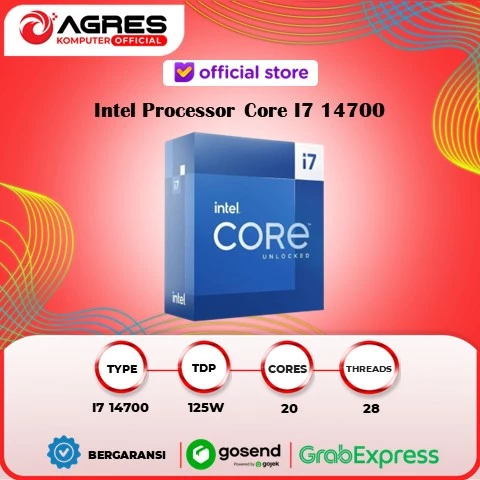 AGRES
KOMPUTER OFFICIAL
official store
Intel Processor Core I7 14700
i7
i7
intel
CORE
UNLOCKED
intel
TYPE
TDP
CORES
THREADS
I7 14700
125W
20
28
BERGARANSI
gosend
Powered by gojek
GrabExpress